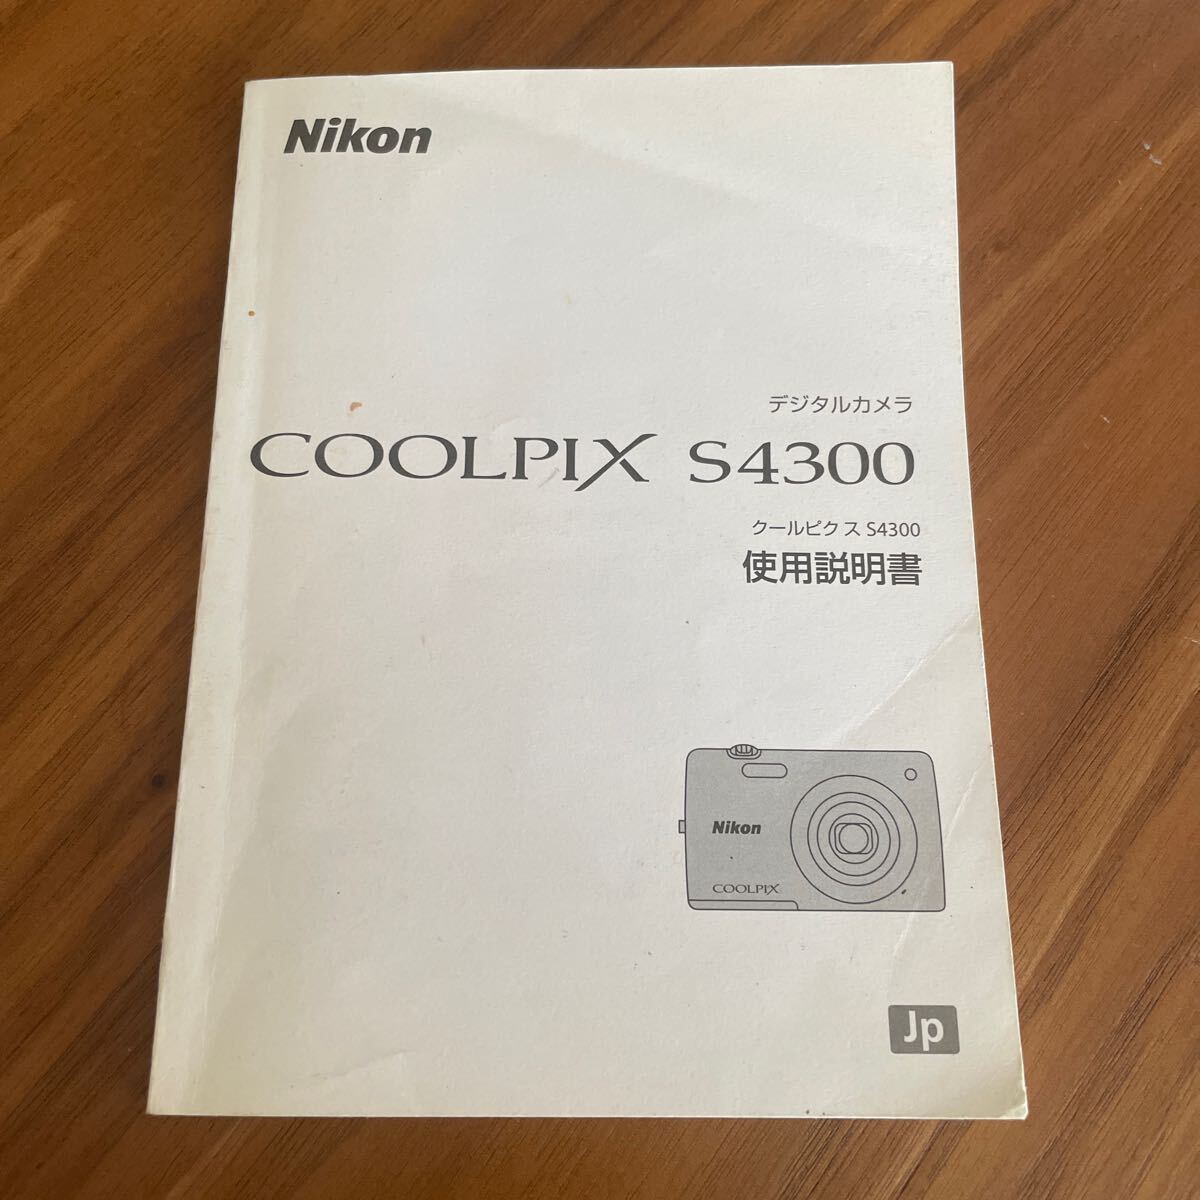 Nikon
デジタルカメラ
COOLPIX S4300
クールピクス S4300
使用説明書
Nikon
COOLPIX
Jp